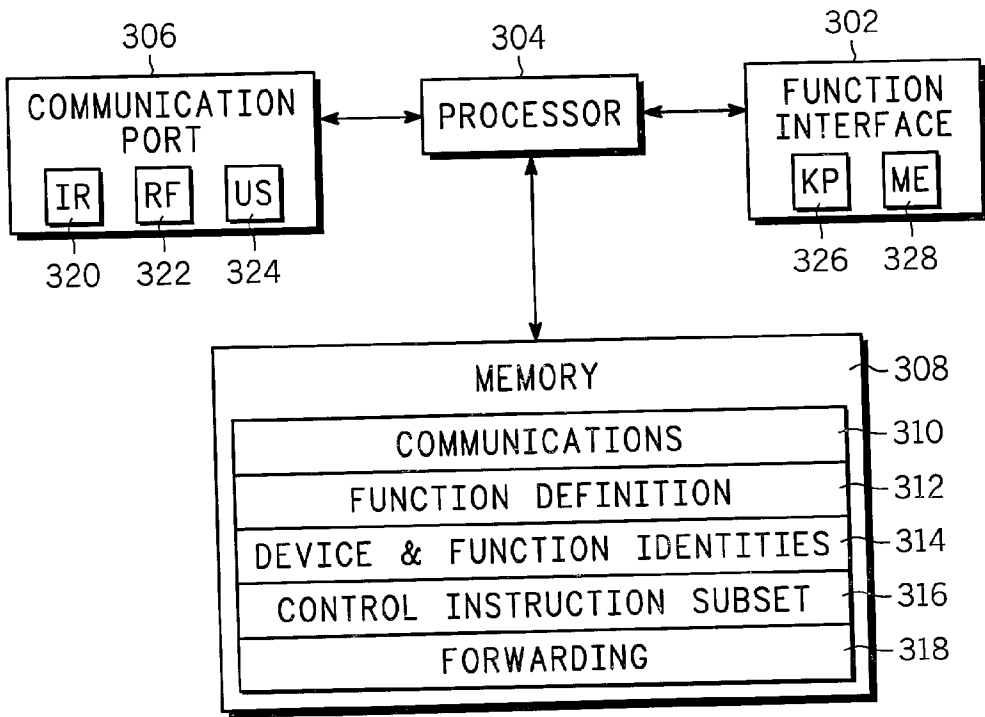 306
304
302
COMMUNICATION
PORT
IR RF US
320 322 324
PROCESSOR
FUNCTION
INTERFACE
KP ME
326 328
MEMORY
308
COMMUNICATIONS
310
FUNCTION DEFINITION
312
DEVICE & FUNCTION IDENTITIES
314
CONTROL INSTRUCTION SUBSET
316
FORWARDING
318